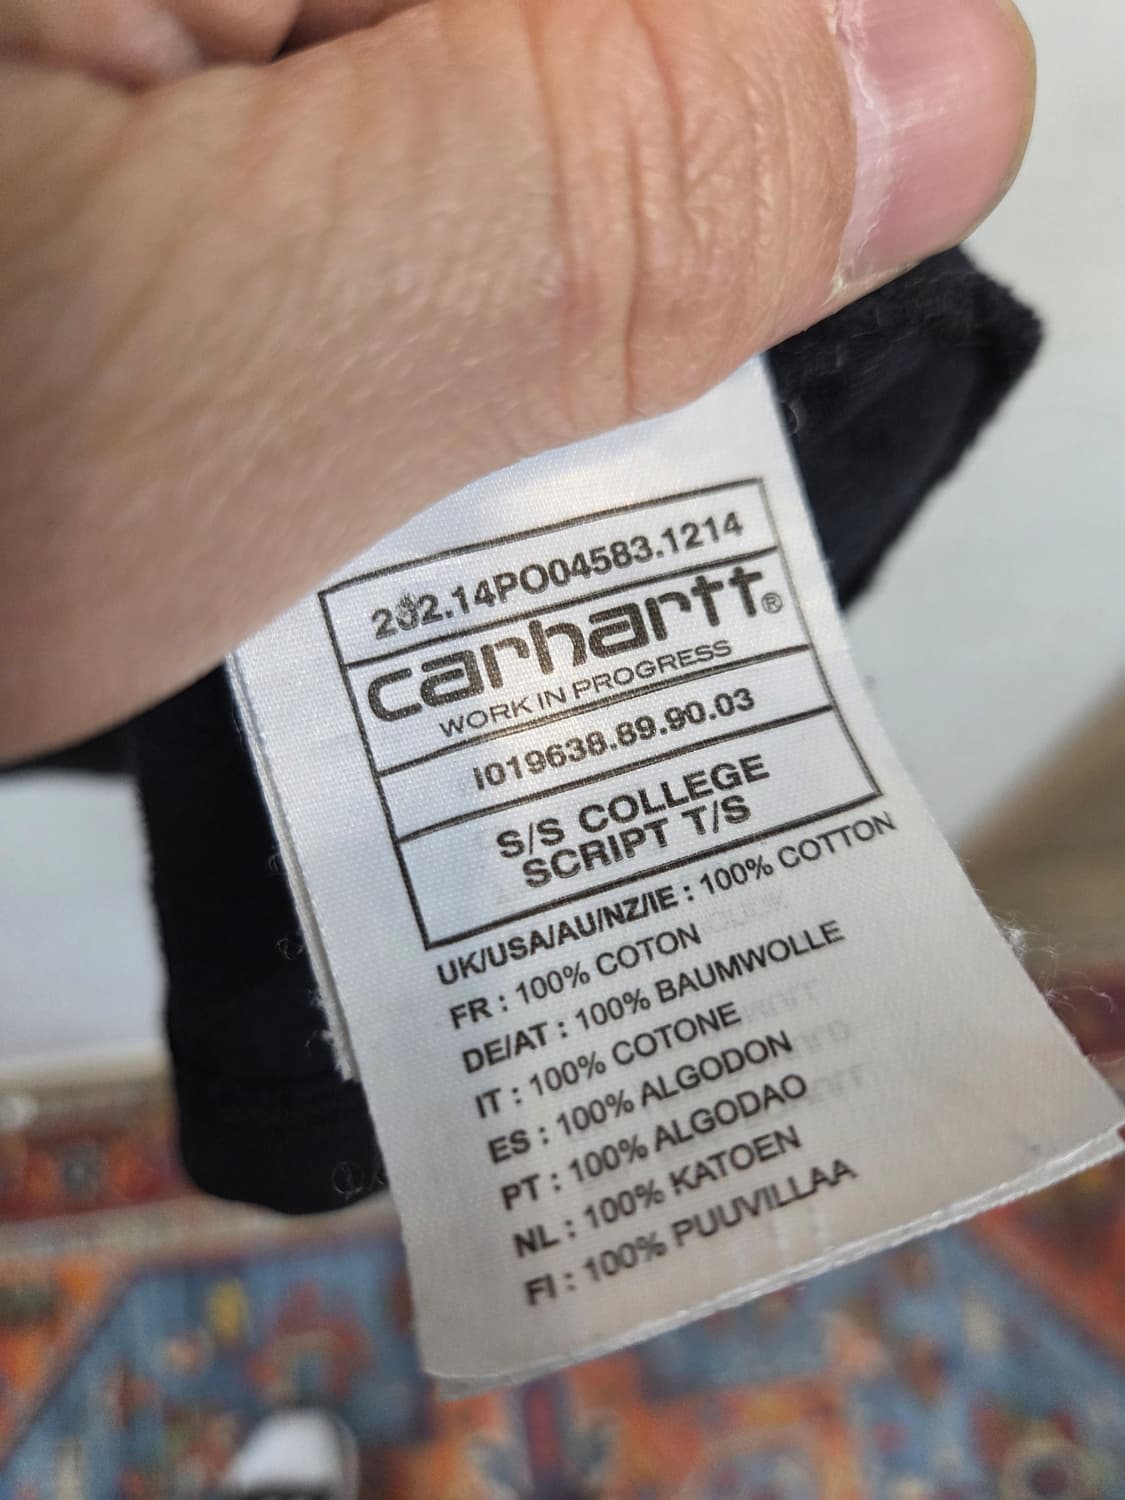 202.14PO04583.1214
carhartt®
WORK IN PROGRESS
I019638.89.90.03
S/S COLLEGE
SCRIPT T/S
UK/USA/AU/NZ/IE : 100% COTTON
FR : 100% COTON
DE/AT : 100% BAUMWOLLE
IT : 100% COTONE
ES : 100% ALGODON
PT : 100% ALGODAO
NL : 100% KATOEN
FI : 100% PUUVILLAA